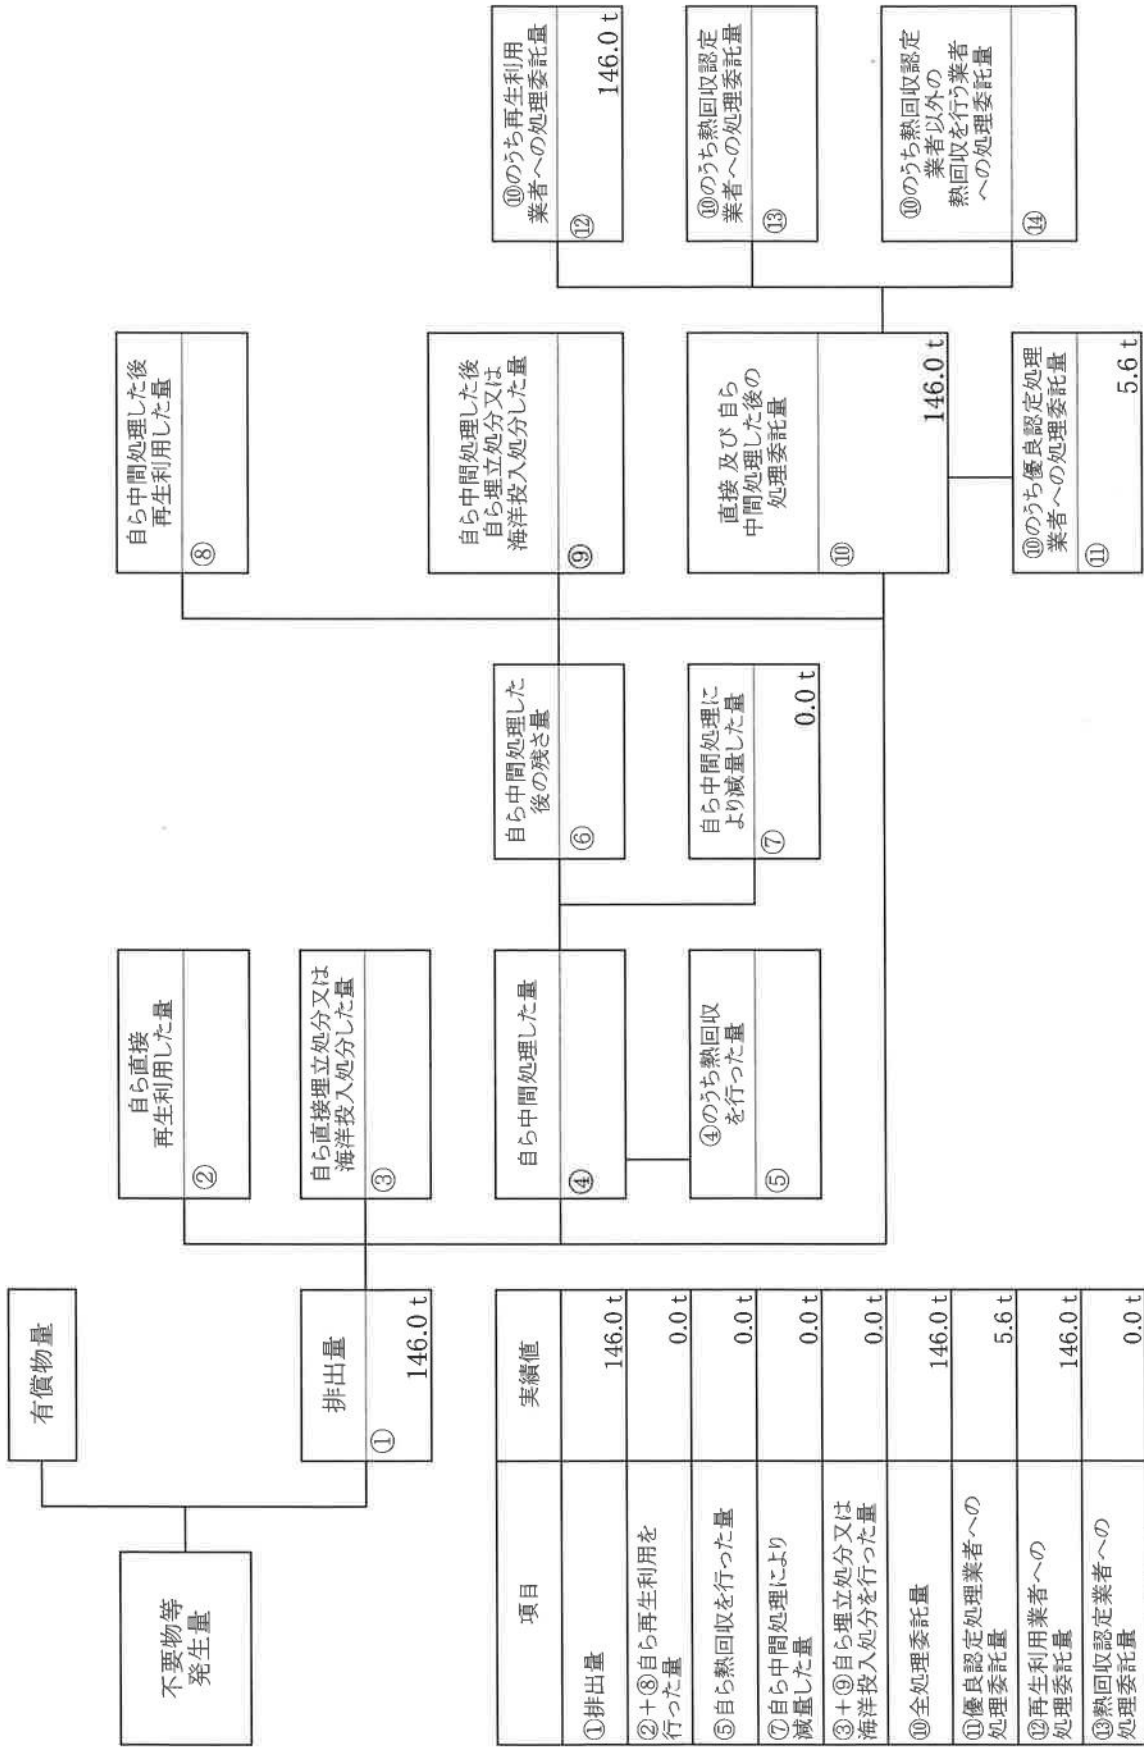 不要物等
発生量
有償物量
排出量
①
146.0 t
自ら直接
再生利用した量
②
自ら直接埋立処分又は
海洋投入処分した量
③
自ら中間処理した量
④
④のうち熱回収
を行った量
⑤
自ら中間処理した
後の残さ量
⑥
自ら中間処理に
より減量した量
⑦
0.0 t
自ら中間処理した後
再生利用した量
⑧
自ら中間処理した後
自ら埋立処分又は
海洋投入処分した量
⑨
直接 及び 自ら
中間処理した後の
処理委託量
⑩
146.0 t
⑩のうち優良認定処理
業者への処理委託量
⑪
5.6 t
⑩のうち再生利用
業者への処理委託量
⑫
146.0 t
⑩のうち熱回収認定
業者への処理委託量
⑬
⑩のうち熱回収認定
業者以外の
熱回収を行う業者
への処理委託量
⑭
項目
実績値
①排出量
146.0 t
②＋⑧自ら再生利用を
行った量
0.0 t
⑤自ら熱回収を行った量
0.0 t
⑦自ら中間処理により
減量した量
0.0 t
③＋⑨自ら埋立処分又は
海洋投入処分を行った量
0.0 t
⑩全処理委託量
146.0 t
⑪優良認定処理業者への
処理委託量
5.6 t
⑫再生利用業者への
処理委託量
146.0 t
⑬熱回収認定業者への
処理委託量
0.0 t